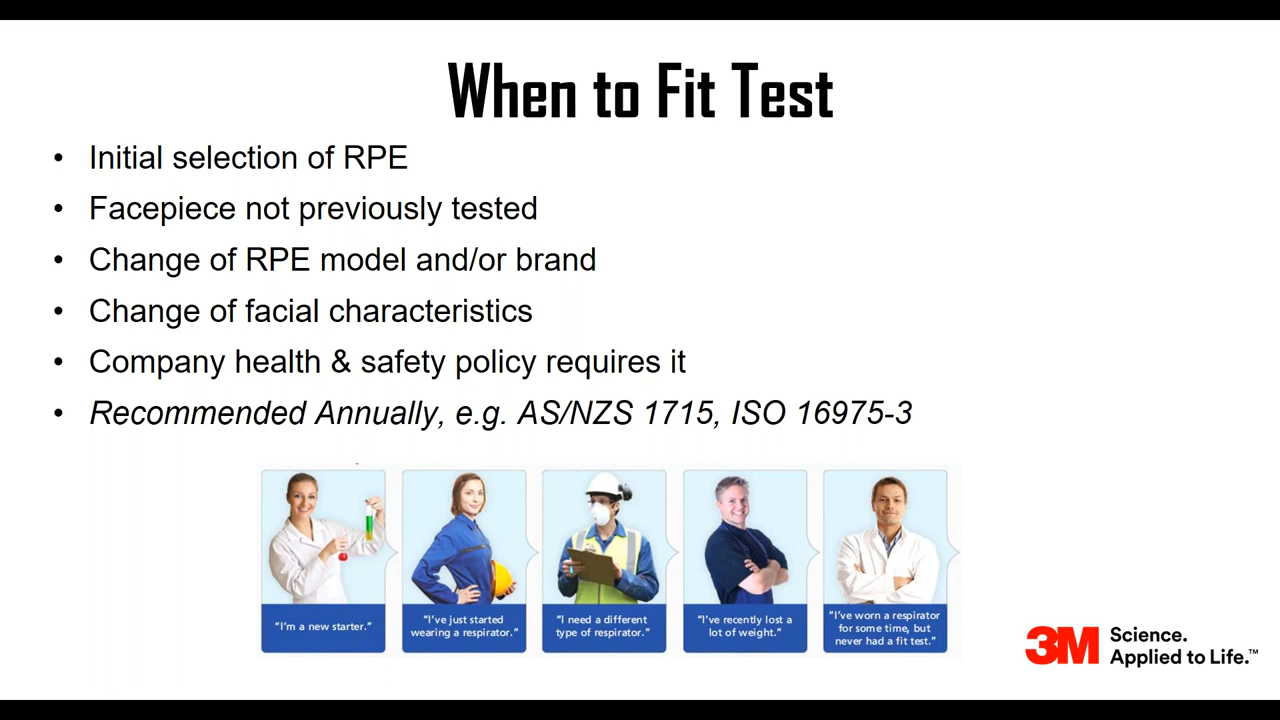 When to Fit Test
• Initial selection of RPE
• Facepiece not previously tested
• Change of RPE model and/or brand
• Change of facial characteristics
• Company health & safety policy requires it
• Recommended Annually, e.g. AS/NZS 1715, ISO 16975-3
“I’m a new starter.”
“I’ve just started
wearing a respirator.”
“I need a different
type of respirator.”
“I’ve recently lost a
lot of weight.”
“I’ve worn a respirator
for some time, but
never had a fit test.”
3M Science.
Applied to Life.™